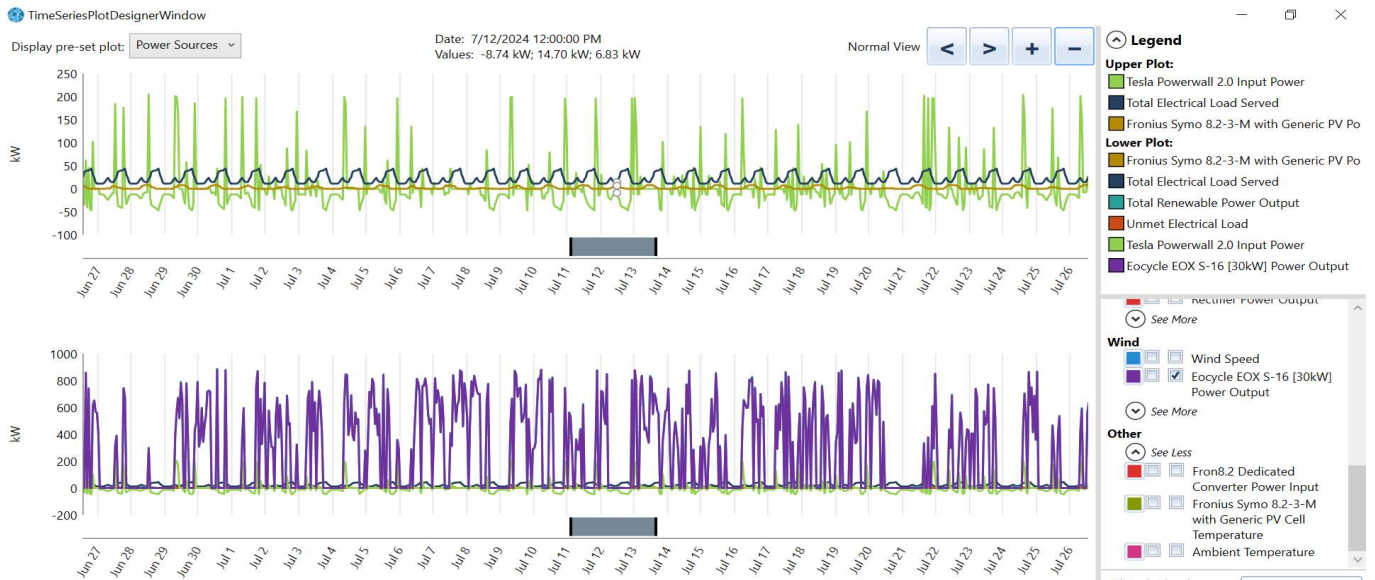 TimeSeriesPlotDesignerWindow
Display pre-set plot: Power Sources
Date: 7/12/2024 12:00:00 PM
Values: -8.74 kW; 14.70 kW; 6.83 kW
Normal View < > + −
250
200
150
100
50
0
-50
-100
kW
Jun 27 Jun 28 Jun 29 Jun 30 Jul 1 Jul 2 Jul 3 Jul 4 Jul 5 Jul 6 Jul 7 Jul 8 Jul 9 Jul 10 Jul 11 Jul 12 Jul 13 Jul 14 Jul 15 Jul 16 Jul 17 Jul 18 Jul 19 Jul 20 Jul 21 Jul 22 Jul 23 Jul 24 Jul 25 Jul 26
1000
800
600
400
200
0
-200
kW
Jun 27 Jun 28 Jun 29 Jun 30 Jul 1 Jul 2 Jul 3 Jul 4 Jul 5 Jul 6 Jul 7 Jul 8 Jul 9 Jul 10 Jul 11 Jul 12 Jul 13 Jul 14 Jul 15 Jul 16 Jul 17 Jul 18 Jul 19 Jul 20 Jul 21 Jul 22 Jul 23 Jul 24 Jul 25 Jul 26
Legend
Upper Plot:
Tesla Powerwall 2.0 Input Power
Total Electrical Load Served
Fronius Symo 8.2-3-M with Generic PV Po
Lower Plot:
Fronius Symo 8.2-3-M with Generic PV Po
Total Electrical Load Served
Total Renewable Power Output
Unmet Electrical Load
Tesla Powerwall 2.0 Input Power
Eocycle EOX S-16 [30kW] Power Output
Rectifier Power Output
See More
Wind
Wind Speed
Eocycle EOX S-16 [30kW]
Power Output
See More
Other
See Less
Fron8.2 Dedicated
Converter Power Input
Fronius Symo 8.2-3-M
with Generic PV Cell
Temperature
Ambient Temperature